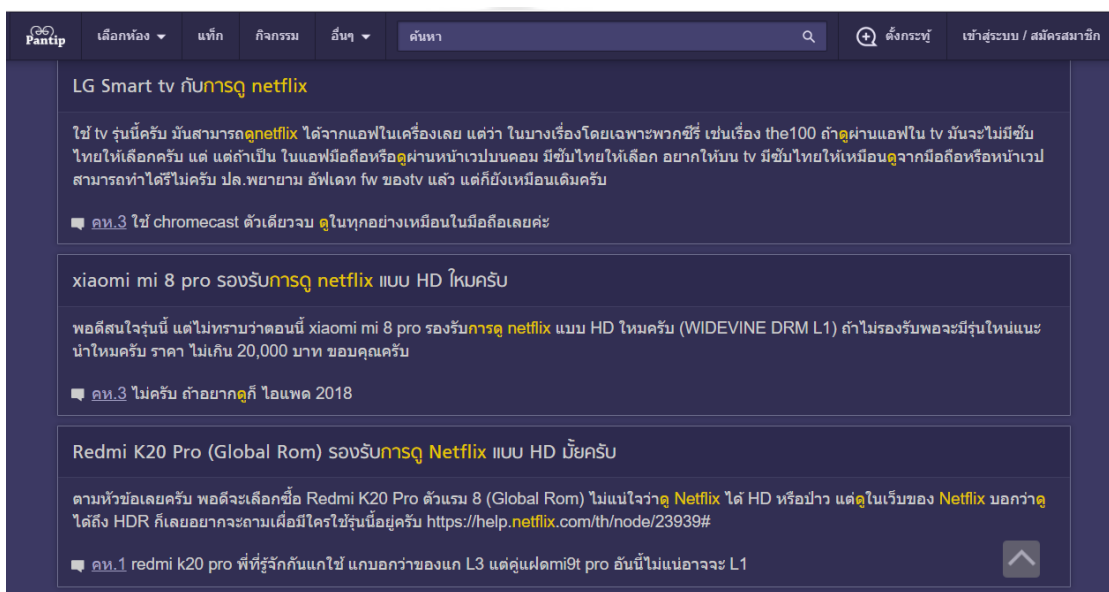 Pantip เลือกห้อง แท็ก กิจกรรม อื่นๆ ค้นหา ตั้งกระทู้ เข้าสู่ระบบ / สมัครสมาชิก
LG Smart tv กับการดู netflix
ใช้ tv รุ่นนี้ครับ มันสามารถดูnetflix ได้จากแอฟในเครื่องเลย แต่ว่า ในบางเรื่องโดยเฉพาะพวกซีรี่ เช่นเรื่อง the100 ถ้าดูผ่านแอฟใน tv มันจะไม่มีซับ
ไทยให้เลือกครับ แต่ แต่ถ้าเป็น ในแอฟมือถือหรือดูผ่านหน้าเวปบนคอม มีซับไทยให้เลือก อยากให้บน tv มีซับไทยให้เหมือนดูจากมือถือหรือหน้าเวป
สามารถทำได้รึไม่ครับ ปล.พยายาม อัฟเดท fw ของtv แล้ว แต่ก็ยังเหมือนเดิมครับ
คห.3 ใช้ chromecast ตัวเดียวจบ ดูในทุกอย่างเหมือนในมือถือเลยค่ะ
xiaomi mi 8 pro รองรับการดู netflix แบบ HD ใหมครับ
พอดีสนใจรุ่นนี้ แต่ไม่ทราบว่าตอนนี้ xiaomi mi 8 pro รองรับการดู netflix แบบ HD ใหมครับ (WIDEVINE DRM L1) ถ้าไม่รองรับพอจะมีรุ่นใหน่แนะ
นำใหมครับ ราคา ไม่เกิน 20,000 บาท ขอบคุณครับ
คห.3 ไม่ครับ ถ้าอยากดูก็ ไอแพด 2018
Redmi K20 Pro (Global Rom) รองรับการดู Netflix แบบ HD มั้ยครับ
ตามหัวข้อเลยครับ พอดีจะเลือกซื้อ Redmi K20 Pro ตัวแรม 8 (Global Rom) ไม่แน่ใจว่าดู Netflix ได้ HD หรือป่าว แต่ดูในเว็บของ Netflix บอกว่าดู
ได้ถึง HDR ก็เลยอยากจะถามเผื่อมีใครใช้รุ่นนี้อยู่ครับ https://help.netflix.com/th/node/23939#
คห.1 redmi k20 pro พี่ที่รู้จักกันแกใช้ แกบอกว่าของแก L3 แต่คู่แฝดmi9t pro อันนี้ไม่แน่อาจจะ L1